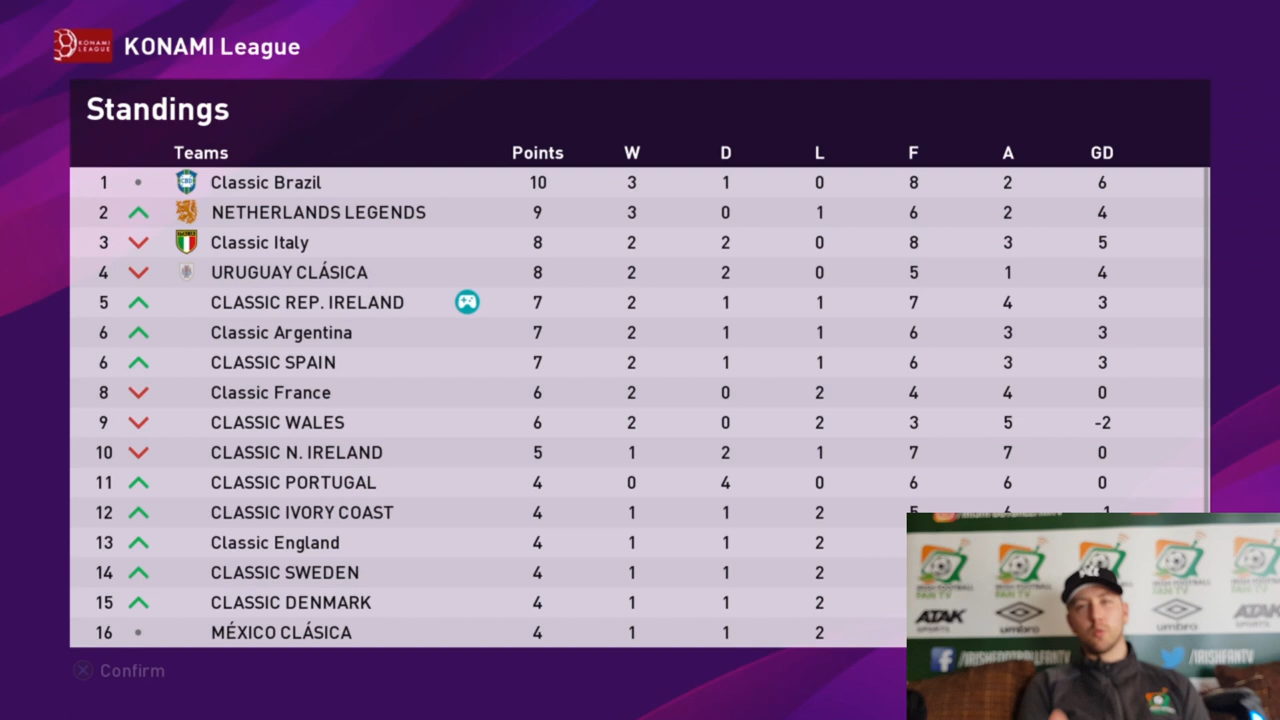 KONAMI LEAGUE
KONAMI League
Standings
Teams Points W D L F A GD
1 Classic Brazil 10 3 1 0 8 2 6
2 NETHERLANDS LEGENDS 9 3 0 1 6 2 4
3 Classic Italy 8 2 2 0 8 3 5
4 URUGUAY CLÁSICA 8 2 2 0 5 1 4
5 CLASSIC REP. IRELAND 7 2 1 1 7 4 3
6 Classic Argentina 7 2 1 1 6 3 3
6 CLASSIC SPAIN 7 2 1 1 6 3 3
8 Classic France 6 2 0 2 4 4 0
9 CLASSIC WALES 6 2 0 2 3 5 -2
10 CLASSIC N. IRELAND 5 1 2 1 7 7 0
11 CLASSIC PORTUGAL 4 0 4 0 6 6 0
12 CLASSIC IVORY COAST 4 1 1 2
13 Classic England 4 1 1 2
14 CLASSIC SWEDEN 4 1 1 2
15 CLASSIC DENMARK 4 1 1 2
16 MÉXICO CLÁSICA 4 1 1 2
Confirm
IRISH FOOTBALL FAN TV
ATAK SPORTS
umbro
umbro
ATAK
/IRISHFOOTBALLFANTV
/IRISHFANTV